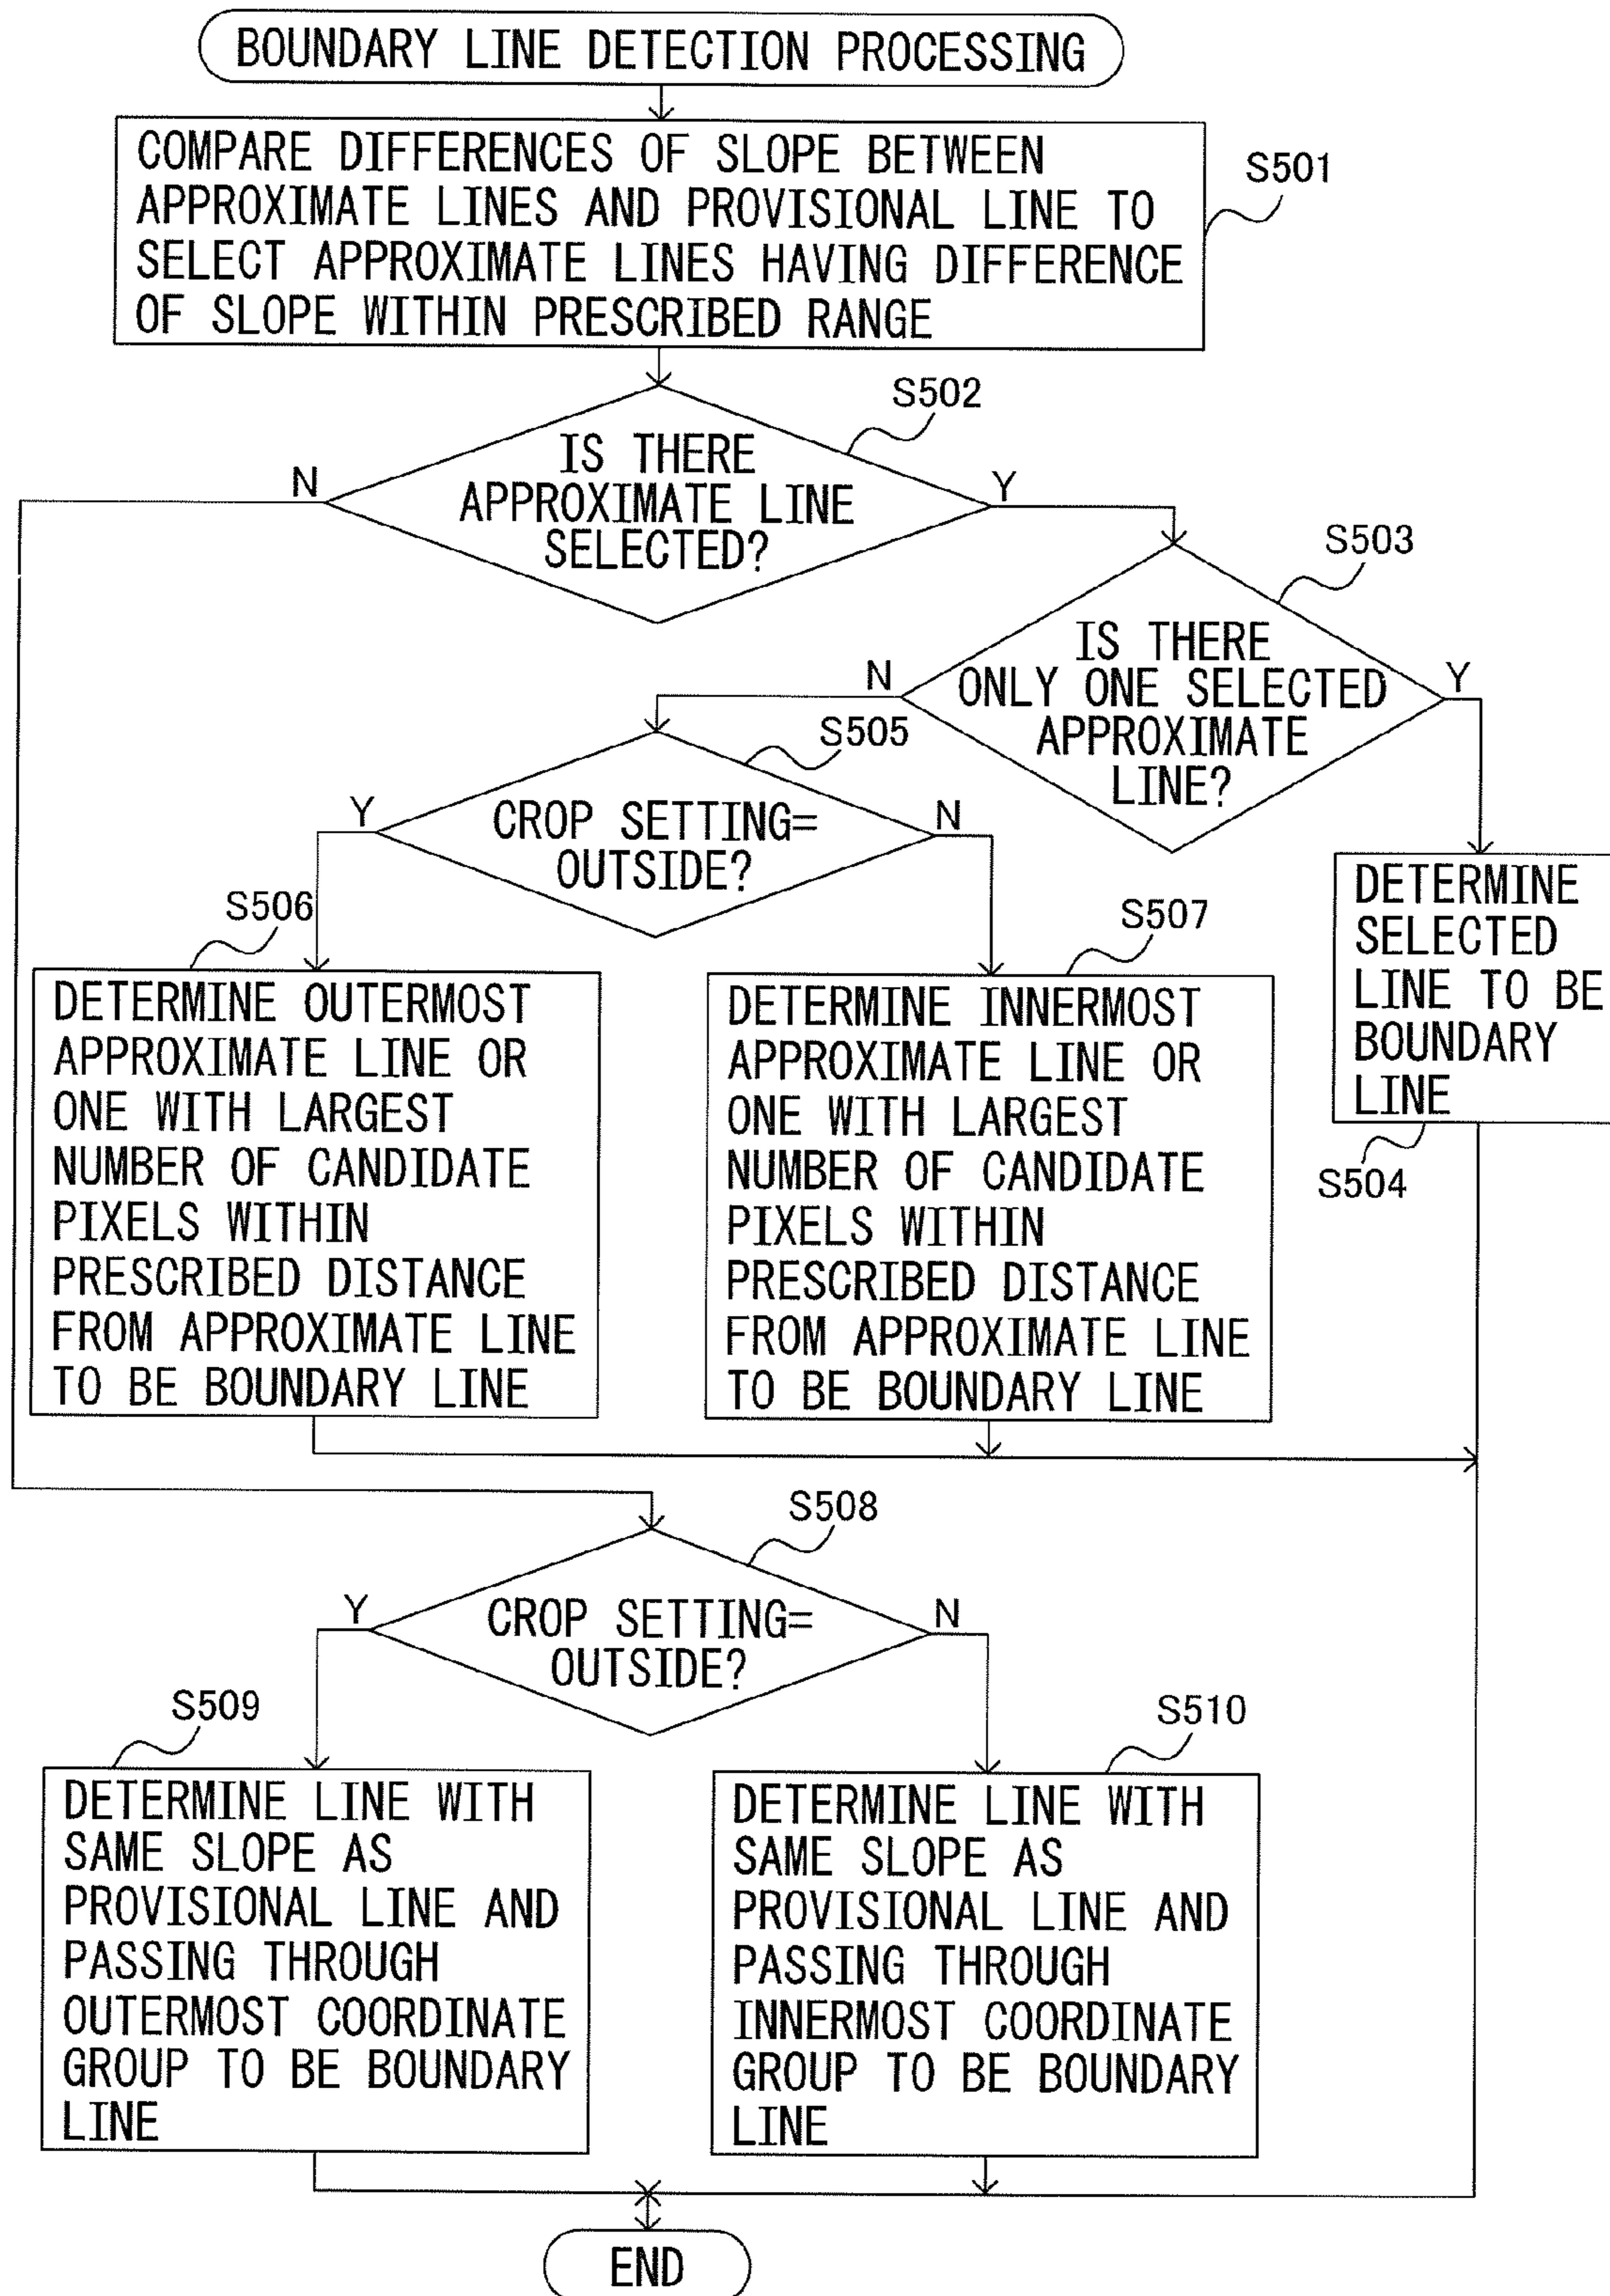 BOUNDARY LINE DETECTION PROCESSING
COMPARE DIFFERENCES OF SLOPE BETWEEN
APPROXIMATE LINES AND PROVISIONAL LINE TO
SELECT APPROXIMATE LINES HAVING DIFFERENCE
OF SLOPE WITHIN PRESCRIBED RANGE
S501
S502
IS THERE
APPROXIMATE LINE
SELECTED?
N
Y
S503
IS THERE
ONLY ONE SELECTED
APPROXIMATE
LINE?
N
Y
S505
CROP SETTING=
OUTSIDE?
Y
N
S506
DETERMINE OUTERMOST
APPROXIMATE LINE OR
ONE WITH LARGEST
NUMBER OF CANDIDATE
PIXELS WITHIN
PRESCRIBED DISTANCE
FROM APPROXIMATE LINE
TO BE BOUNDARY LINE
S507
DETERMINE INNERMOST
APPROXIMATE LINE OR
ONE WITH LARGEST
NUMBER OF CANDIDATE
PIXELS WITHIN
PRESCRIBED DISTANCE
FROM APPROXIMATE LINE
TO BE BOUNDARY LINE
DETERMINE
SELECTED
LINE TO BE
BOUNDARY
LINE
S504
S508
CROP SETTING=
OUTSIDE?
Y
N
S509
DETERMINE LINE WITH
SAME SLOPE AS
PROVISIONAL LINE AND
PASSING THROUGH
OUTERMOST COORDINATE
GROUP TO BE BOUNDARY
LINE
S510
DETERMINE LINE WITH
SAME SLOPE AS
PROVISIONAL LINE AND
PASSING THROUGH
INNERMOST COORDINATE
GROUP TO BE BOUNDARY
LINE
END